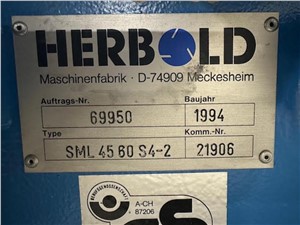 HERBOLD
Maschinenfabrik · D-74909 Meckesheim
Auftrags-Nr. Baujahr
69950 1994
Type Komm.-Nr.
SML 45 60 S4-2 21906
A-CH
87206
GS